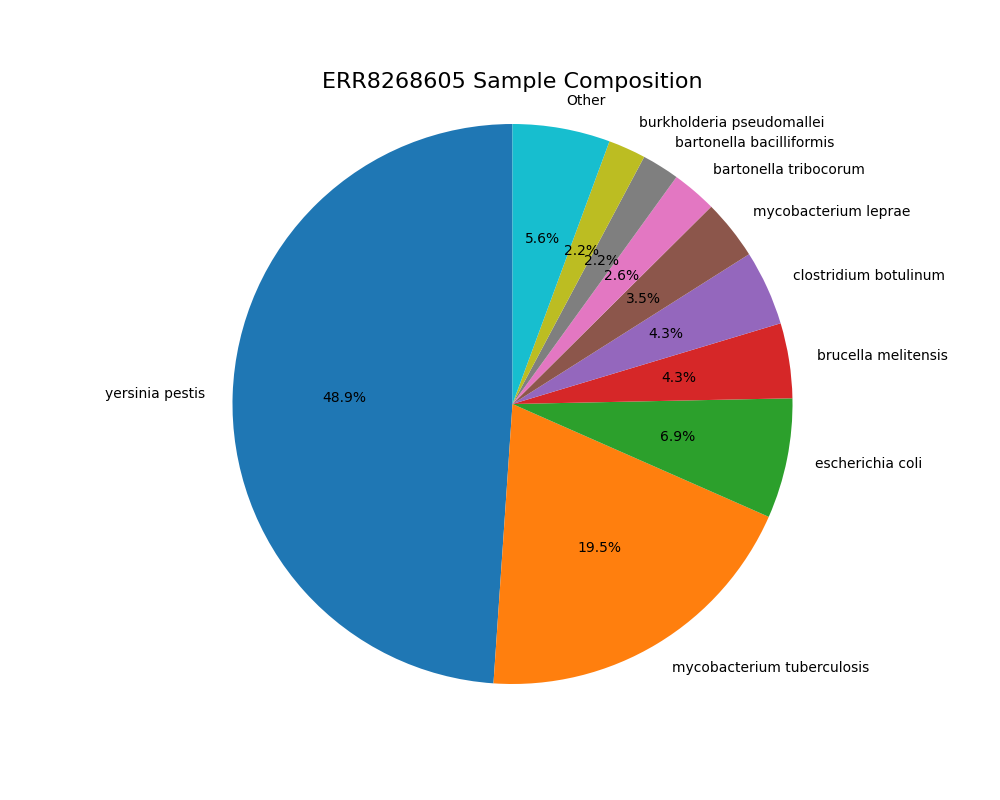 ERR8268605 Sample Composition
Other
burkholderia pseudomallei
bartonella bacilliformis
bartonella tribocorum
mycobacterium leprae
clostridium botulinum
brucella melitensis
escherichia coli
mycobacterium tuberculosis
yersinia pestis
5.6%
2.2%
2.2%
2.6%
3.5%
4.3%
4.3%
6.9%
19.5%
48.9%